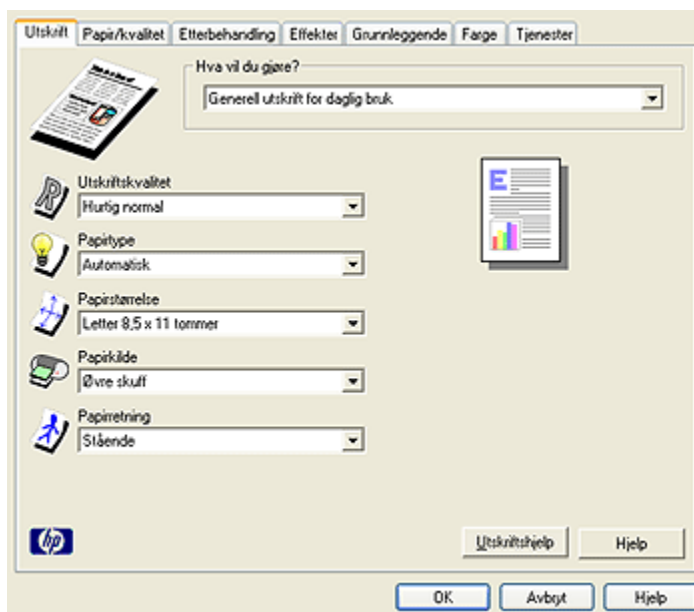 Utskrift Papir/kvalitet Etterbehandling Effekter Grunnleggende Farge Tjenester
Hva vil du gjøre?
Generell utskrift for daglig bruk
Utskriftskvalitet
Hurtig normal
Papirtype
Automatisk
Papirstørrelse
Letter 8,5 x 11 tommer
Papirkilde
Øvre skuff
Papirretning
Stående
E
hp
Utskriftshjelp Hjelp
OK Avbryt Hjelp